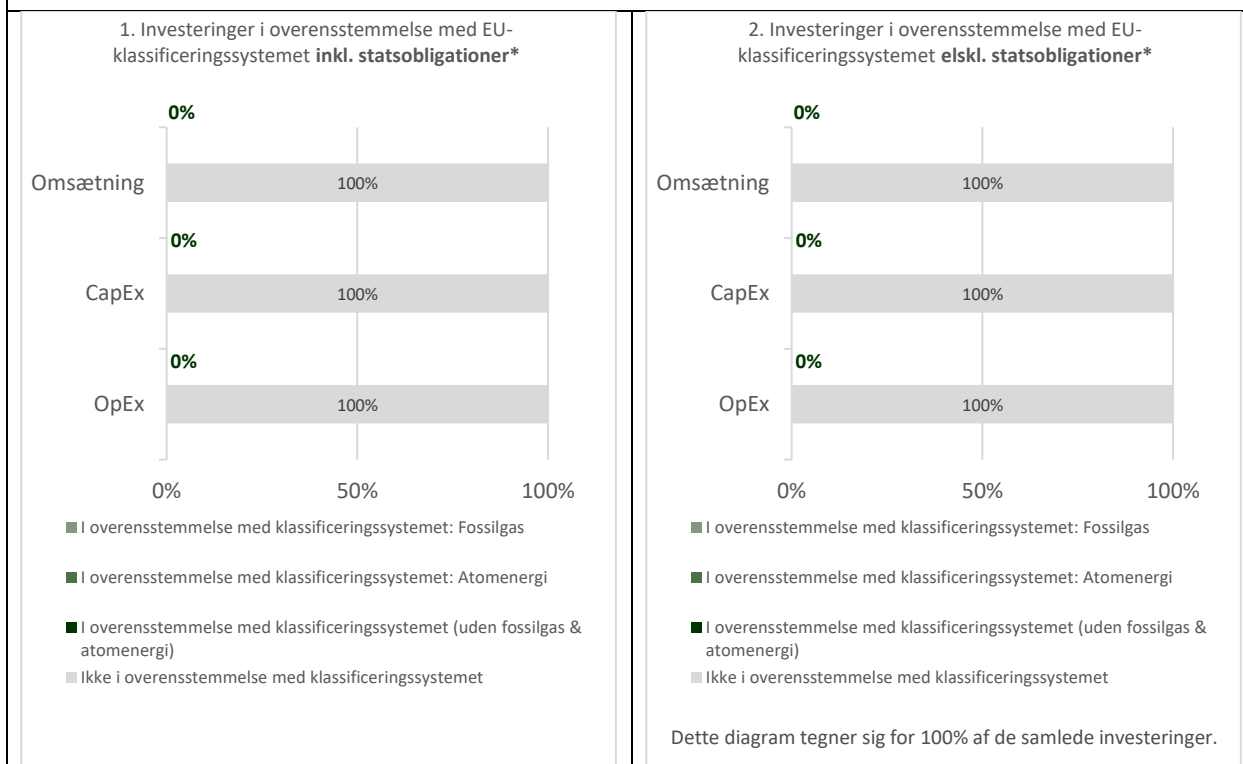 1. Investeringer i overensstemmelse med EU-
klassificeringssystemet inkl. statsobligationer*
0%
Omsætning
100%
0%
CapEx
100%
0%
OpEx
100%
0%
50%
100%
I overensstemmelse med klassificeringssystemet: Fossilgas
I overensstemmelse med klassificeringssystemet: Atomenergi
I overensstemmelse med klassificeringssystemet (uden fossilgas &
atomenergi)
Ikke i overensstemmelse med klassificeringssystemet
2. Investeringer i overensstemmelse med EU-
klassificeringssystemet elskl. statsobligationer*
0%
Omsætning
100%
0%
CapEx
100%
0%
OpEx
100%
0%
50%
100%
I overensstemmelse med klassificeringssystemet: Fossilgas
I overensstemmelse med klassificeringssystemet: Atomenergi
I overensstemmelse med klassificeringssystemet (uden fossilgas &
atomenergi)
Ikke i overensstemmelse med klassificeringssystemet
Dette diagram tegner sig for 100% af de samlede investeringer.